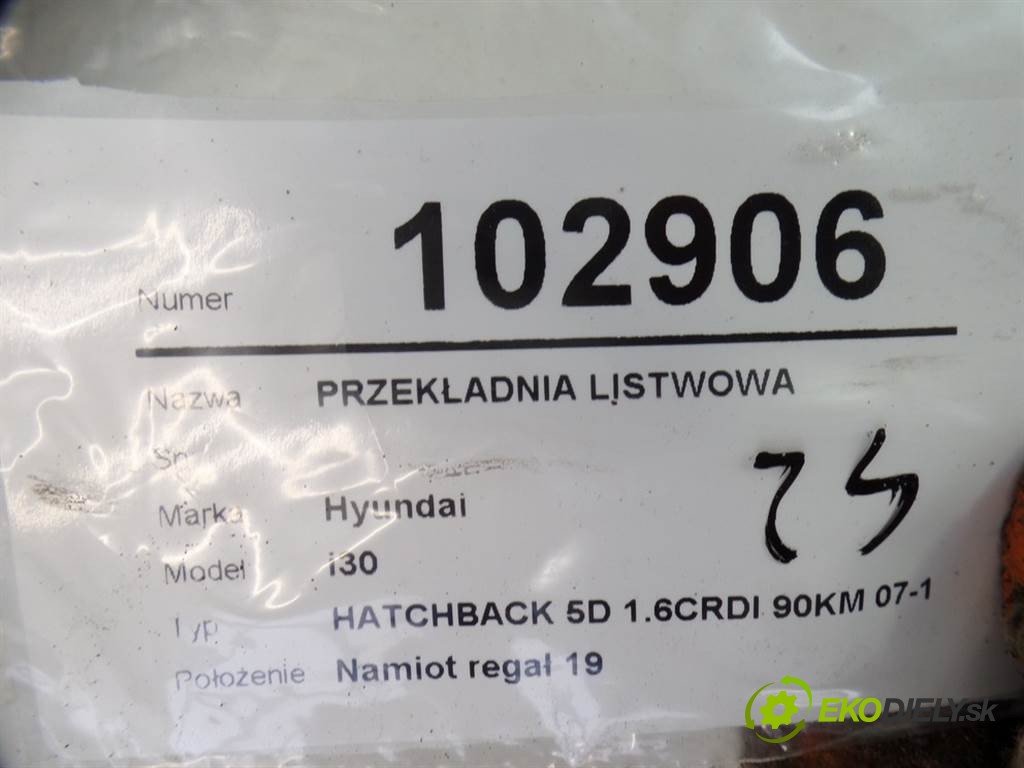 Numer 102906
Nazwa PRZEKŁADNIA LISTWOWA
Marka Hyundai
Model i30
Typ HATCHBACK 5D 1.6CRDI 90KM 07-1
Położenie Namiot regał 19
EKODIELY.sk